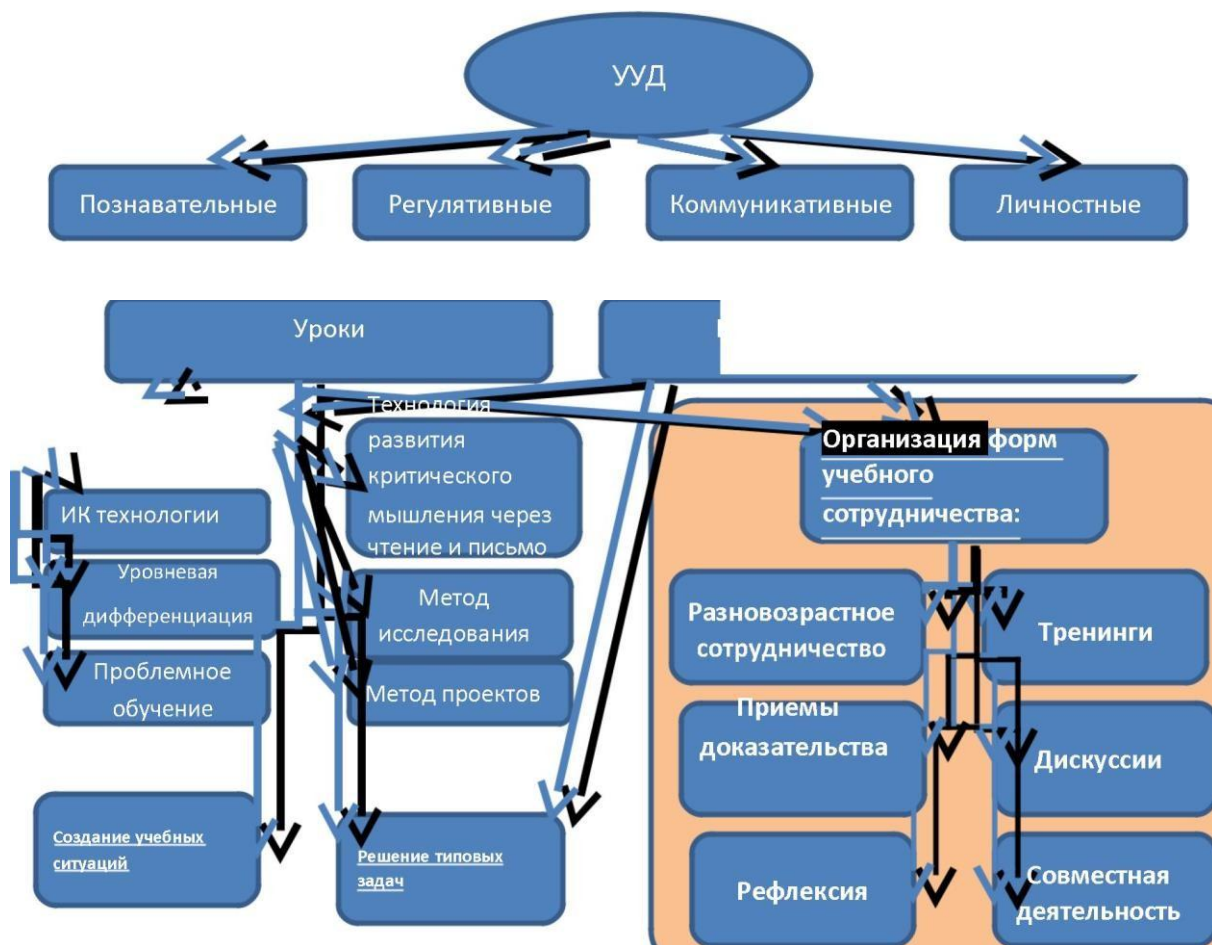 УУД
Познавательные
Регулятивные
Коммуникативные
Личностные
Уроки
Технология
развития
критического
мышления через
чтение и письмо
ИК технологии
Уровневая
дифференциация
Проблемное
обучение
Метод
исследования
Метод проектов
Создание учебных
ситуаций
Решение типовых
задач
Организация форм
учебного
сотрудничества:
Разновозрастное
сотрудничество
Тренинги
Приемы
доказательства
Дискуссии
Рефлексия
Совместная
деятельность